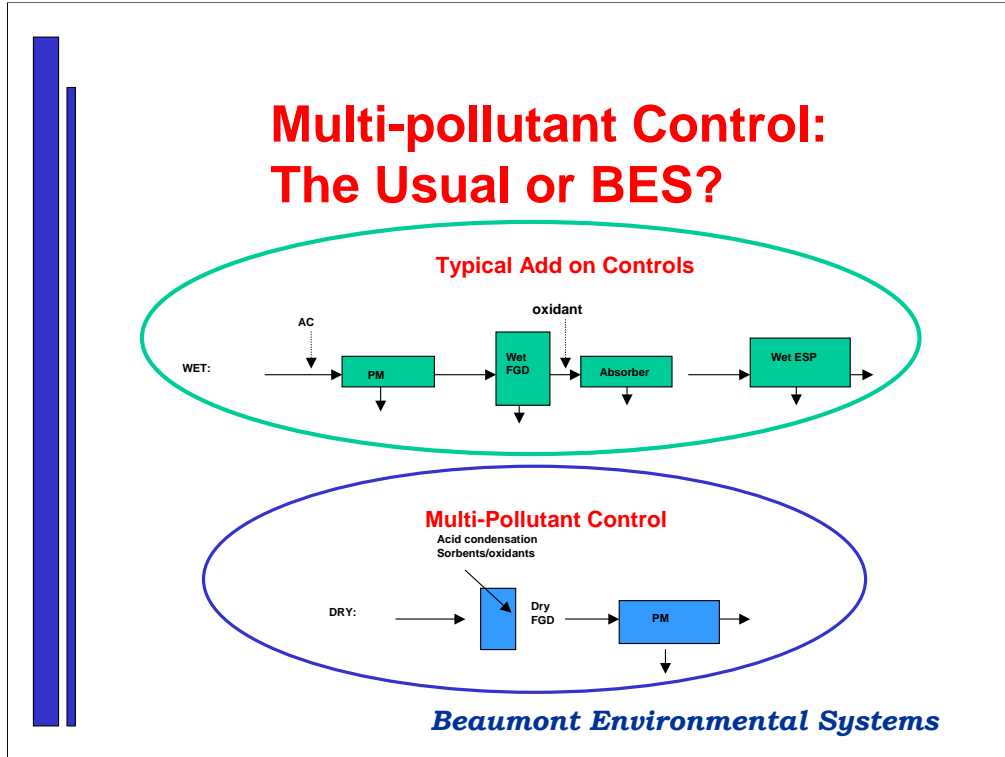 Multi-pollutant Control:
The Usual or BES?
Typical Add on Controls
oxidant
AC
WET:
PM
Wet
FGD
Absorber
Wet ESP
Multi-Pollutant Control
Acid condensation
Sorbents/oxidants
DRY:
Dry
FGD
PM
Beaumont Environmental Systems